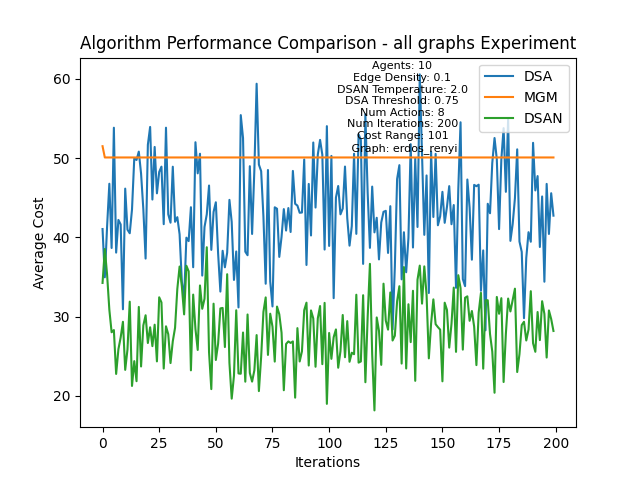 Algorithm Performance Comparison - all graphs Experiment
Agents: 10
Edge Density: 0.1
DSAN Temperature: 2.0
DSA Threshold: 0.75
Num Actions: 8
Num Iterations: 200
Cost Range: 101
Graph: erdos_renyi
DSA
MGM
DSAN
60
50
40
30
20
Average Cost
0
25
50
75
100
125
150
175
200
Iterations